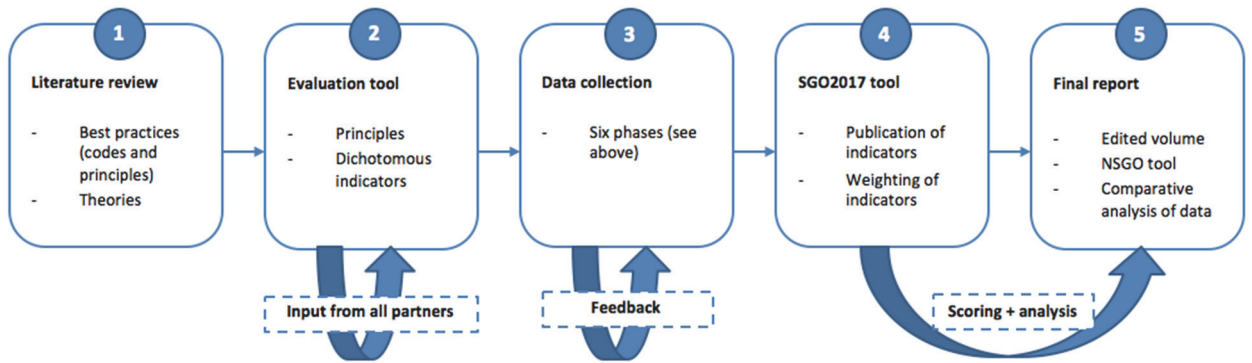 1
Literature review
- Best practices
(codes and
principles)
- Theories
2
Evaluation tool
- Principles
- Dichotomous
indicators
3
Data collection
- Six phases (see
above)
4
SGO2017 tool
- Publication of
indicators
- Weighting of
indicators
5
Final report
- Edited volume
- NSGO tool
- Comparative
analysis of data
Input from all partners
Feedback
Scoring + analysis